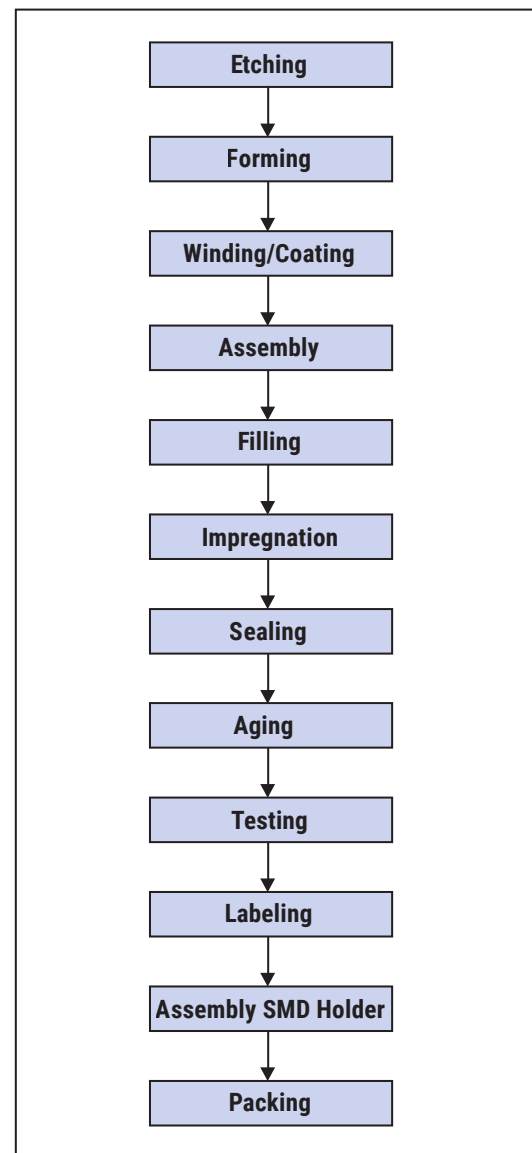 Etching
Forming
Winding/Coating
Assembly
Filling
Impregnation
Sealing
Aging
Testing
Labeling
Assembly SMD Holder
Packing